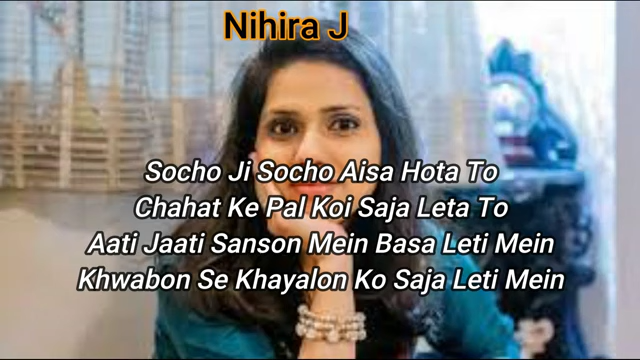 Nihira J
Socho Ji Socho Aisa Hota To
Chahat Ke Pal Koi Saja Leta To
Aati Jaati Sanson Mein Basa Leti Mein
Khwabon Se Khayalon Ko Saja Leti Mein